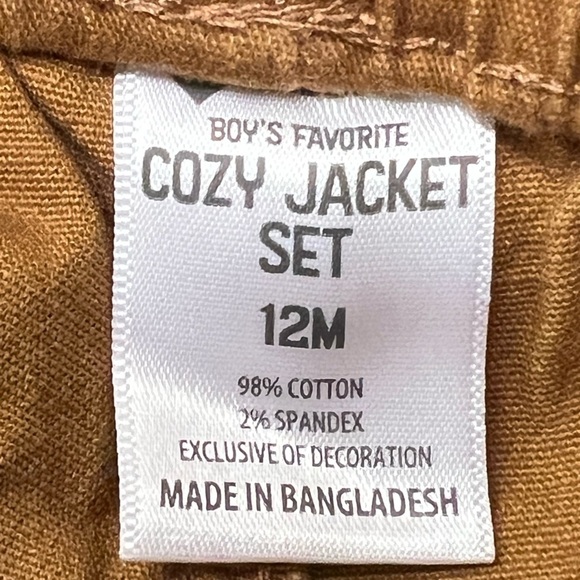 BOY'S FAVORITE
COZY JACKET
SET
12M
98% COTTON
2% SPANDEX
EXCLUSIVE OF DECORATION
MADE IN BANGLADESH